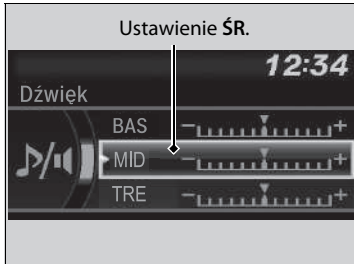 Ustawienie ŚR.
12:34
Dźwięk
BAS − +
MID − +
TRE − +